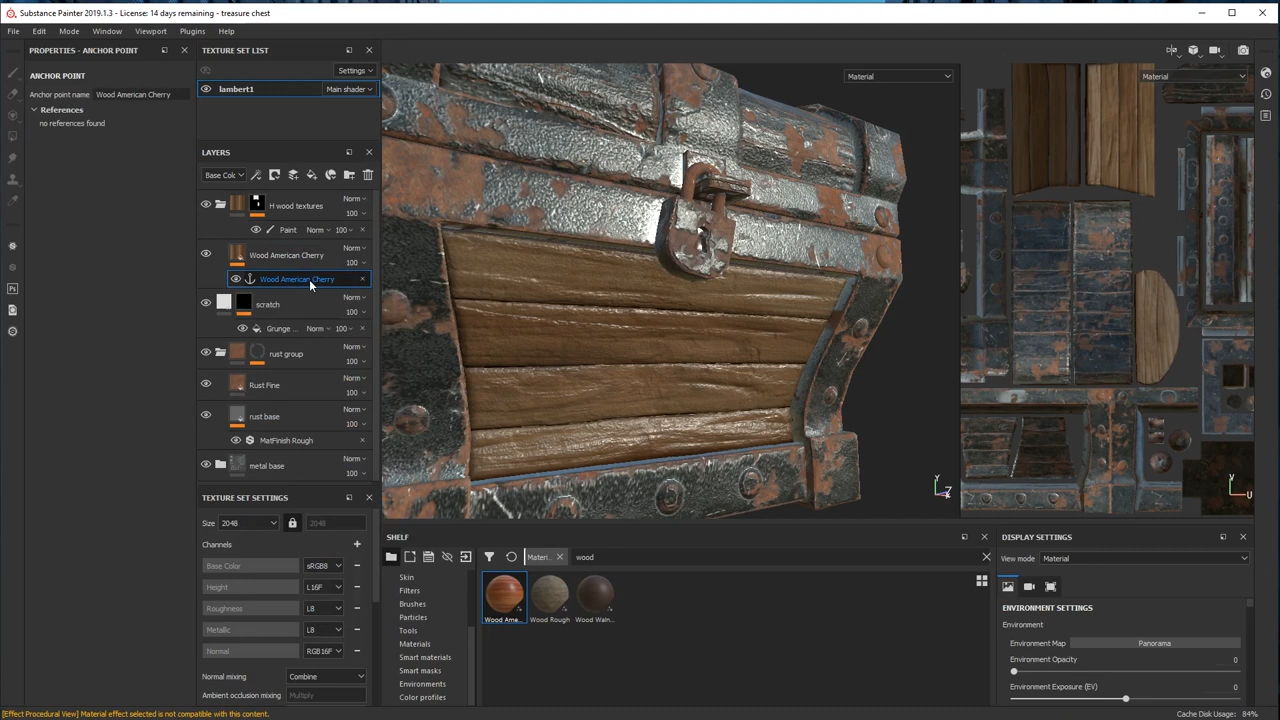 Substance Painter 2019.1.3 - License: 14 days remaining - treasure chest
File Edit Mode Window Viewport Plugins Help
PROPERTIES - ANCHOR POINT
ANCHOR POINT
Anchor point name Wood American Cherry
References
no references found
TEXTURE SET LIST
Settings
lambert1 Main shader
LAYERS
Base Colo
H wood textures Norm 100
Paint Norm 100
Wood American Cherry Norm 100
Wood American Cherry
scratch Norm 100
Grunge ... Norm 100
rust group Norm 100
Rust Fine Norm 100
rust base Norm 100
MatFinish Rough
metal base Norm 100
TEXTURE SET SETTINGS
Size 2048 2048
Channels
Base Color sRGB8
Height L16F
Roughness L8
Metallic L8
Normal RGB16F
Normal mixing Combine
Ambient occlusion mixing Multiply
Material
Y
Z
Material
V
U
SHELF
Materi... wood
Skin
Filters
Brushes
Particles
Tools
Materials
Smart materials
Smart masks
Environments
Color profiles
Wood Ame... Wood Rough Wood Waln...
DISPLAY SETTINGS
View mode Material
ENVIRONMENT SETTINGS
Environment
Environment Map Panorama
Environment Opacity 0
Environment Exposure (EV) 0
[Effect Procedural View] Material effect selected is not compatible with this content.
Cache Disk Usage: 84%